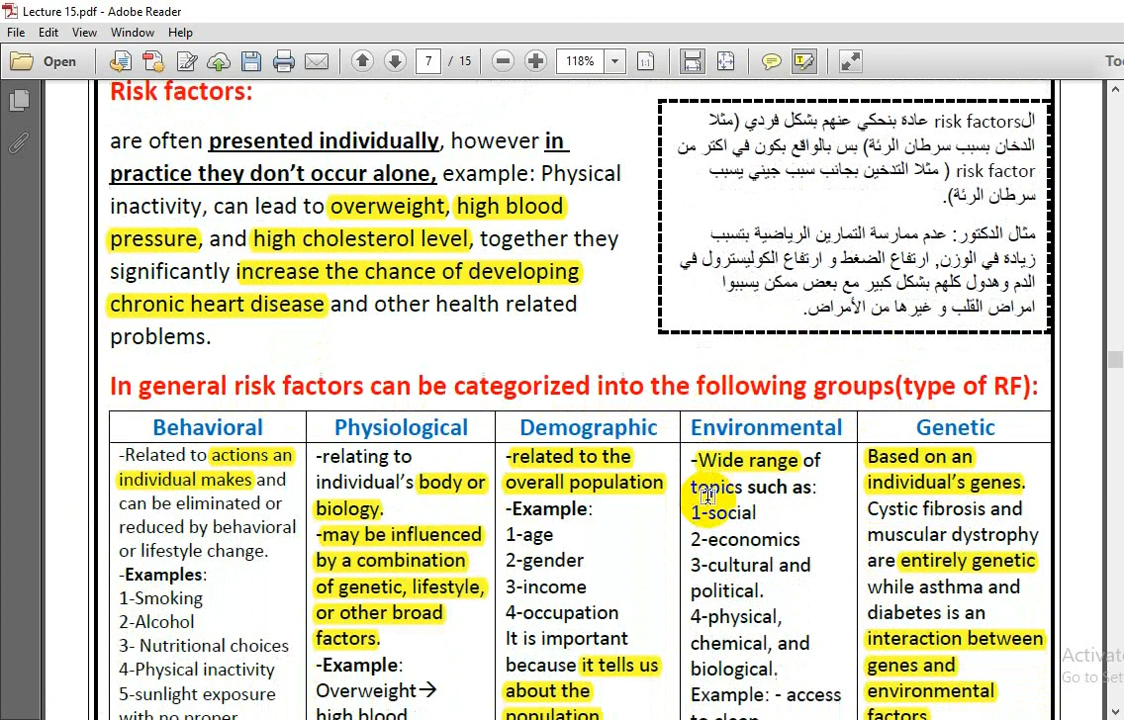 Lecture 15.pdf - Adobe Reader
File Edit View Window Help
Open 7 / 15 118%
Risk factors:
are often presented individually, however in
practice they don't occur alone, example: Physical
inactivity, can lead to overweight, high blood
pressure, and high cholesterol level, together they
significantly increase the chance of developing
chronic heart disease and other health related
problems.
الrisk factors عادة بنحكي عنهم بشكل فردي (مثلا
الدخان بسبب سرطان الرئة) بس بالواقع بكون في اكتر من
risk factor ( مثلا التدخين بجانب سبب جيني يسبب
سرطان الرئة).
مثال الدكتور: عدم ممارسة التمارين الرياضية بتسبب
زيادة في الوزن, ارتفاع الضغط و ارتفاع الكوليسترول في
الدم وهدول كلهم بشكل كبير مع بعض ممكن يسببوا
امراض القلب و غيرها من الأمراض.
In general risk factors can be categorized into the following groups(type of RF):
Behavioral
-Related to actions an
individual makes and
can be eliminated or
reduced by behavioral
or lifestyle change.
-Examples:
1-Smoking
2-Alcohol
3- Nutritional choices
4-Physical inactivity
5-sunlight exposure
with no proper
Physiological
-relating to
individual's body or
biology.
-may be influenced
by a combination
of genetic, lifestyle,
or other broad
factors.
-Example:
Overweight→
high blood
Demographic
-related to the
overall population
-Example:
1-age
2-gender
3-income
4-occupation
It is important
because it tells us
about the
population
Environmental
-Wide range of
topics such as:
1-social
2-economics
3-cultural and
political.
4-physical,
chemical, and
biological.
Example: - access
to clean
Genetic
Based on an
individual's genes.
Cystic fibrosis and
muscular dystrophy
are entirely genetic
while asthma and
diabetes is an
interaction between
genes and
environmental
factors